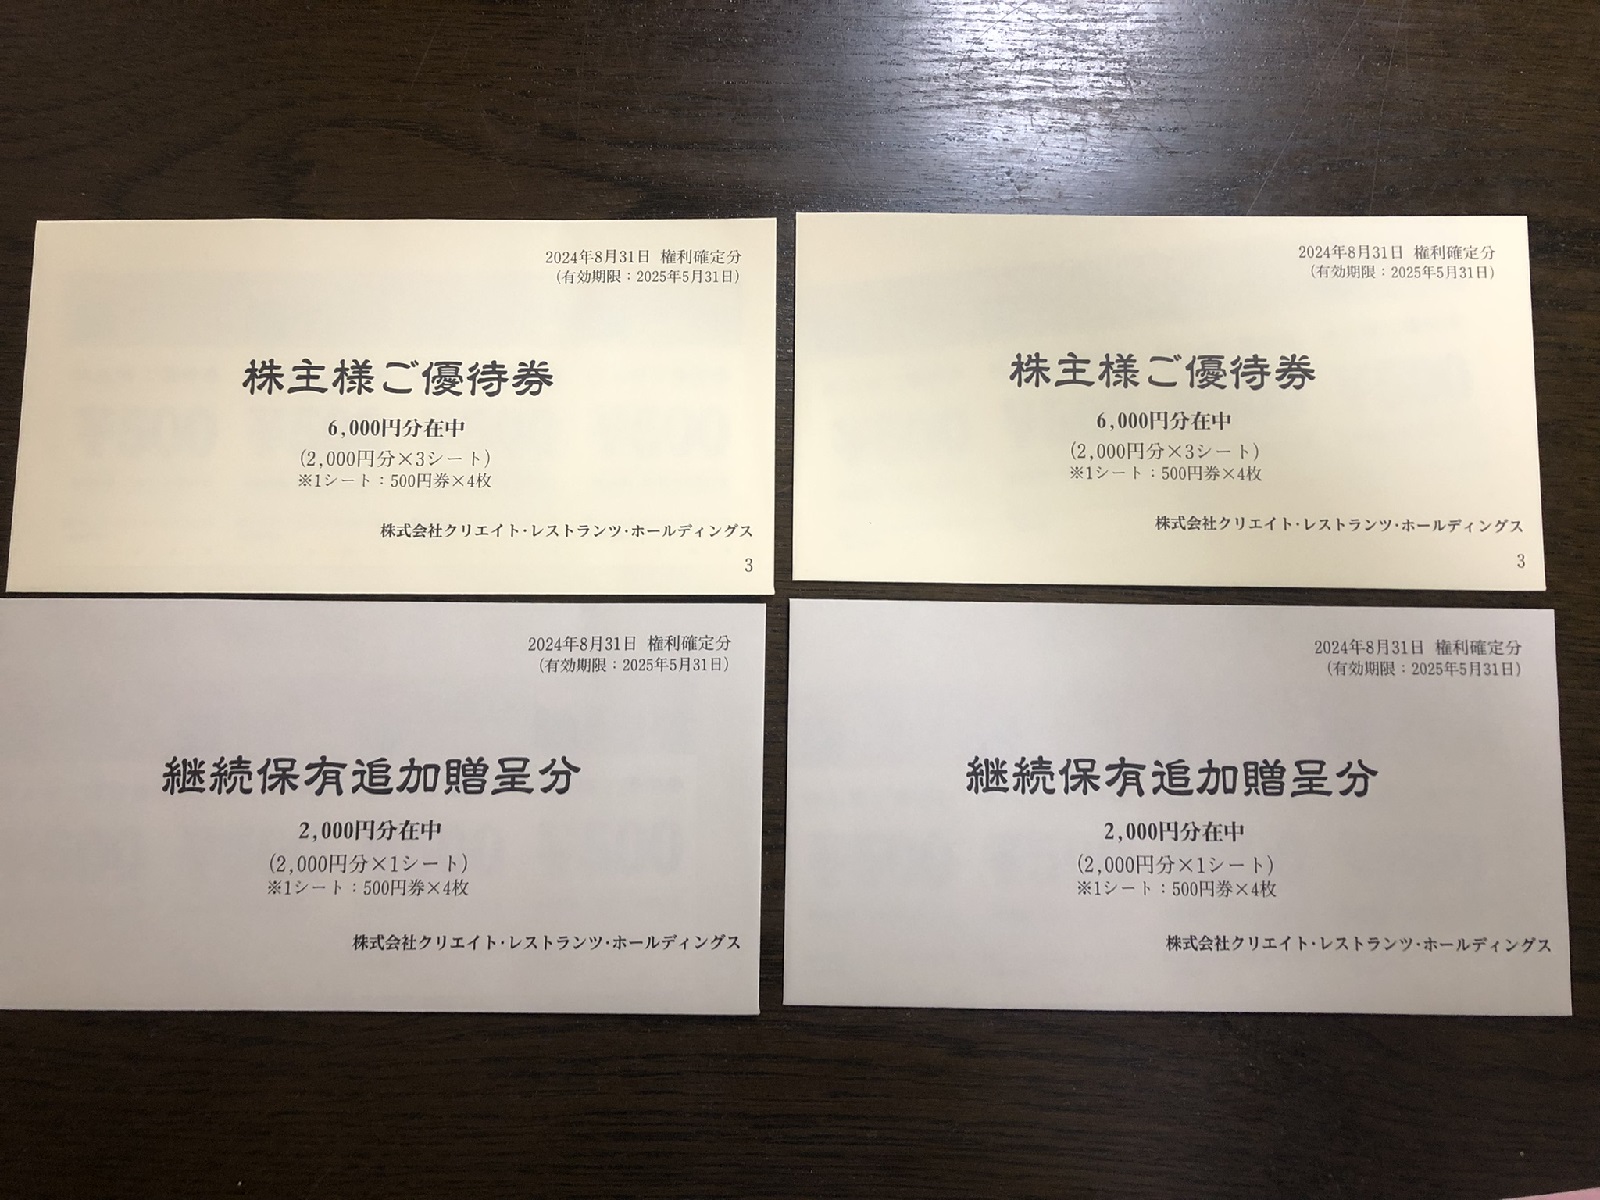 2024年8月31日 権利確定分
(有効期限：2025年5月31日)
株主様ご優待券
6,000円分在中
(2,000円分×3シート)
※1シート：500円券×4枚
株式会社クリエイト・レストランツ・ホールディングス
3
2024年8月31日 権利確定分
(有効期限：2025年5月31日)
株主様ご優待券
6,000円分在中
(2,000円分×3シート)
※1シート：500円券×4枚
株式会社クリエイト・レストランツ・ホールディングス
3
2024年8月31日 権利確定分
(有効期限：2025年5月31日)
継続保有追加贈呈分
2,000円分在中
(2,000円分×1シート)
※1シート：500円券×4枚
株式会社クリエイト・レストランツ・ホールディングス
2024年8月31日 権利確定分
(有効期限：2025年5月31日)
継続保有追加贈呈分
2,000円分在中
(2,000円分×1シート)
※1シート：500円券×4枚
株式会社クリエイト・レストランツ・ホールディングス